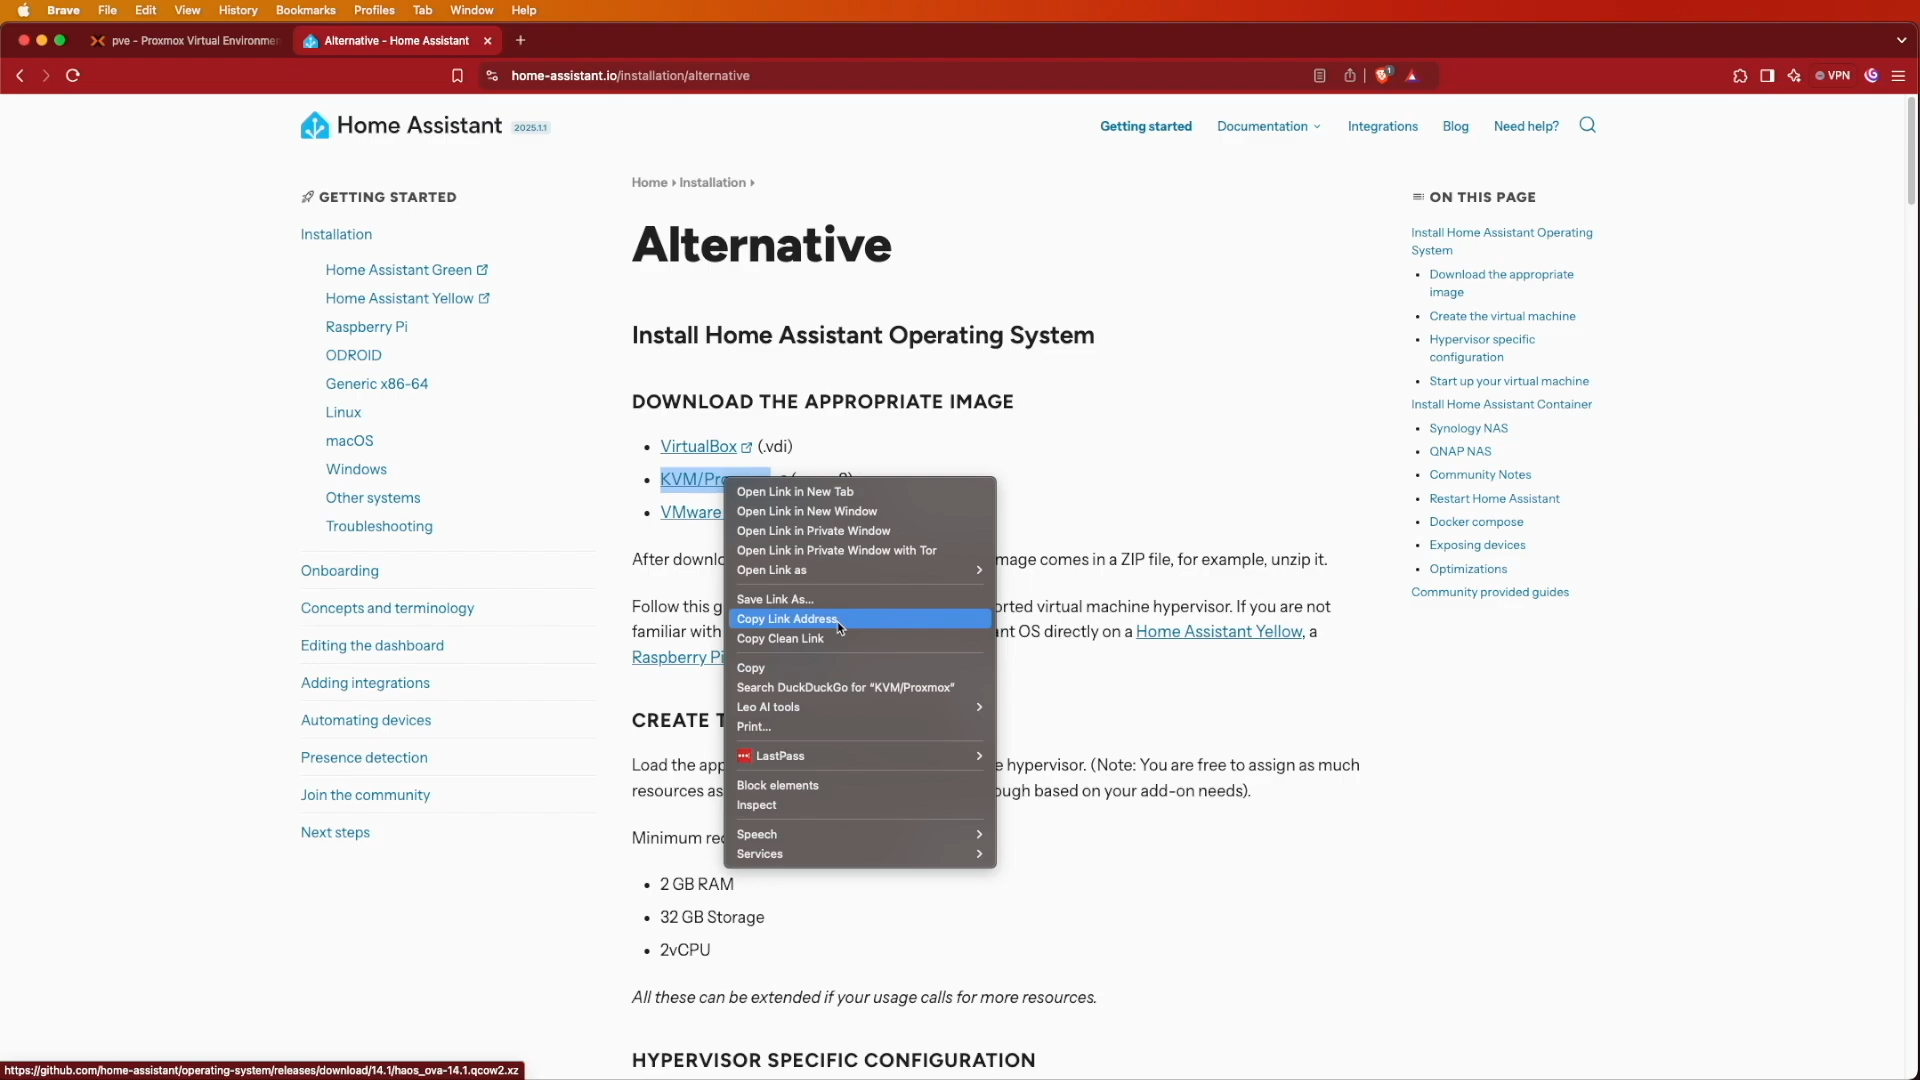 Brave File Edit View History Bookmarks Profiles Tab Window Help
pve - Proxmox Virtual Environmen
Alternative - Home Assistant
home-assistant.io/installation/alternative
1
VPN
Home Assistant 2025.1.1
Getting started Documentation Integrations Blog Need help?
GETTING STARTED
Installation
Home Assistant Green
Home Assistant Yellow
Raspberry Pi
ODROID
Generic x86-64
Linux
macOS
Windows
Other systems
Troubleshooting
Onboarding
Concepts and terminology
Editing the dashboard
Adding integrations
Automating devices
Presence detection
Join the community
Next steps
Home Installation
Alternative
Install Home Assistant Operating System
DOWNLOAD THE APPROPRIATE IMAGE
VirtualBox (.vdi)
KVM/Pro
VMware
After downlo mage comes in a ZIP file, for example, unzip it.
Follow this g orted virtual machine hypervisor. If you are not
familiar with nt OS directly on a Home Assistant Yellow, a
Raspberry Pi
CREATE T
Load the app e hypervisor. (Note: You are free to assign as much
resources as ough based on your add-on needs).
Minimum rec
2 GB RAM
32 GB Storage
2vCPU
All these can be extended if your usage calls for more resources.
HYPERVISOR SPECIFIC CONFIGURATION
Open Link in New Tab
Open Link in New Window
Open Link in Private Window
Open Link in Private Window with Tor
Open Link as
Save Link As...
Copy Link Address
Copy Clean Link
Copy
Search DuckDuckGo for “KVM/Proxmox”
Leo AI tools
Print...
LastPass
Block elements
Inspect
Speech
Services
ON THIS PAGE
Install Home Assistant Operating
System
Download the appropriate
image
Create the virtual machine
Hypervisor specific
configuration
Start up your virtual machine
Install Home Assistant Container
Synology NAS
QNAP NAS
Community Notes
Restart Home Assistant
Docker compose
Exposing devices
Optimizations
Community provided guides
https://github.com/home-assistant/operating-system/releases/download/14.1/haos_ova-14.1.qcow2.xz